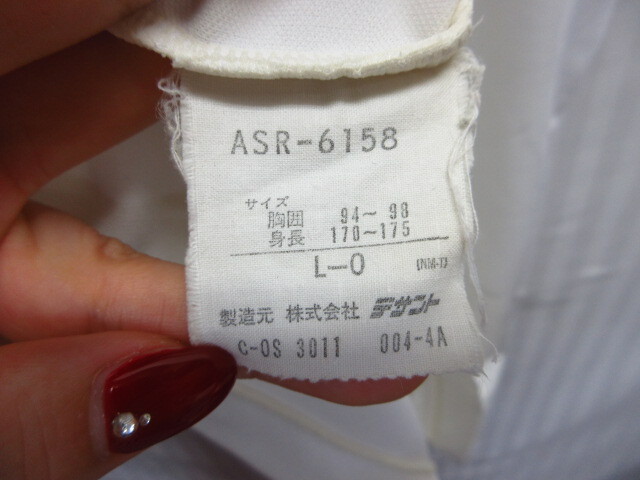 ASR-6158
サイズ
胸囲 94~98
身長 170~175
L-O (NM-T)
製造元 株式会社 デサント
C-OS 3011 004-4A